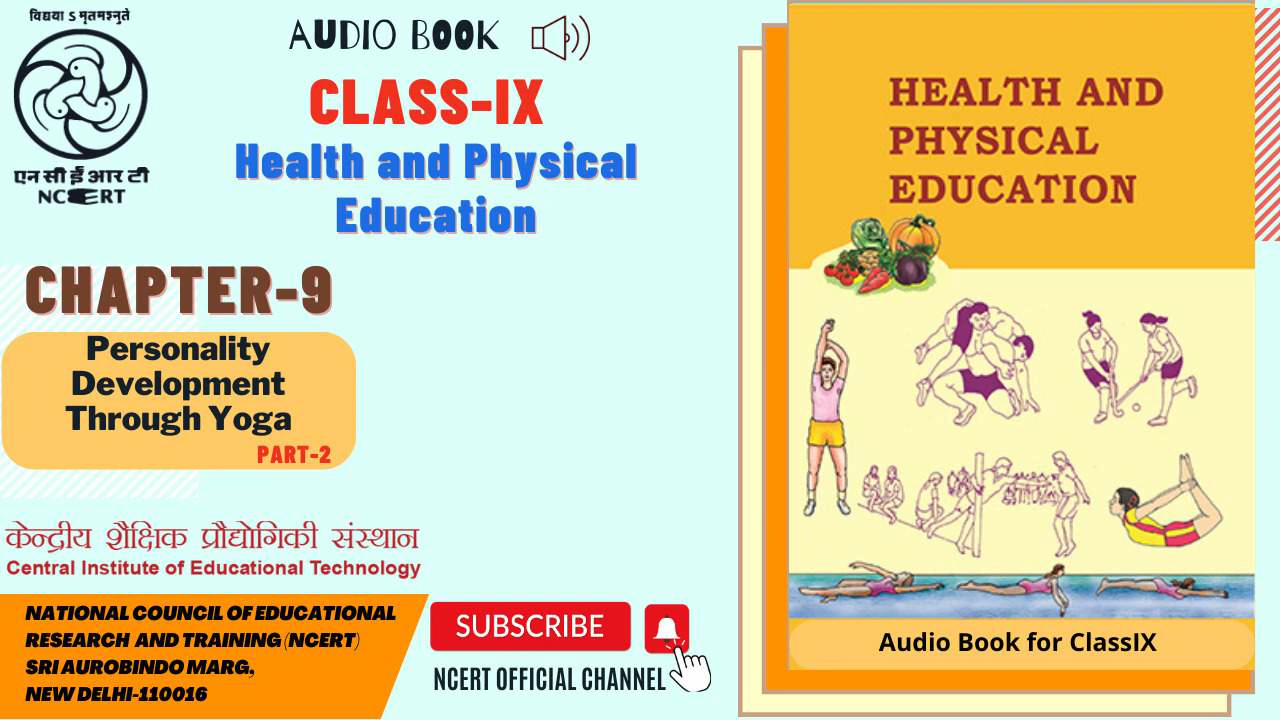 विद्यया ऽ मृतमश्नुते
एन सी ई आर टी
NCERT
AUDIO BOOK
CLASS-IX
Health and Physical
Education
CHAPTER-9
Personality
Development
Through Yoga
PART-2
केन्द्रीय शैक्षिक प्रौद्योगिकी संस्थान
Central Institute of Educational Technology
NATIONAL COUNCIL OF EDUCATIONAL
RESEARCH AND TRAINING (NCERT)
SRI AUROBINDO MARG,
NEW DELHI-110016
SUBSCRIBE
NCERT OFFICIAL CHANNEL
HEALTH AND
PHYSICAL
EDUCATION
Audio Book for ClassIX